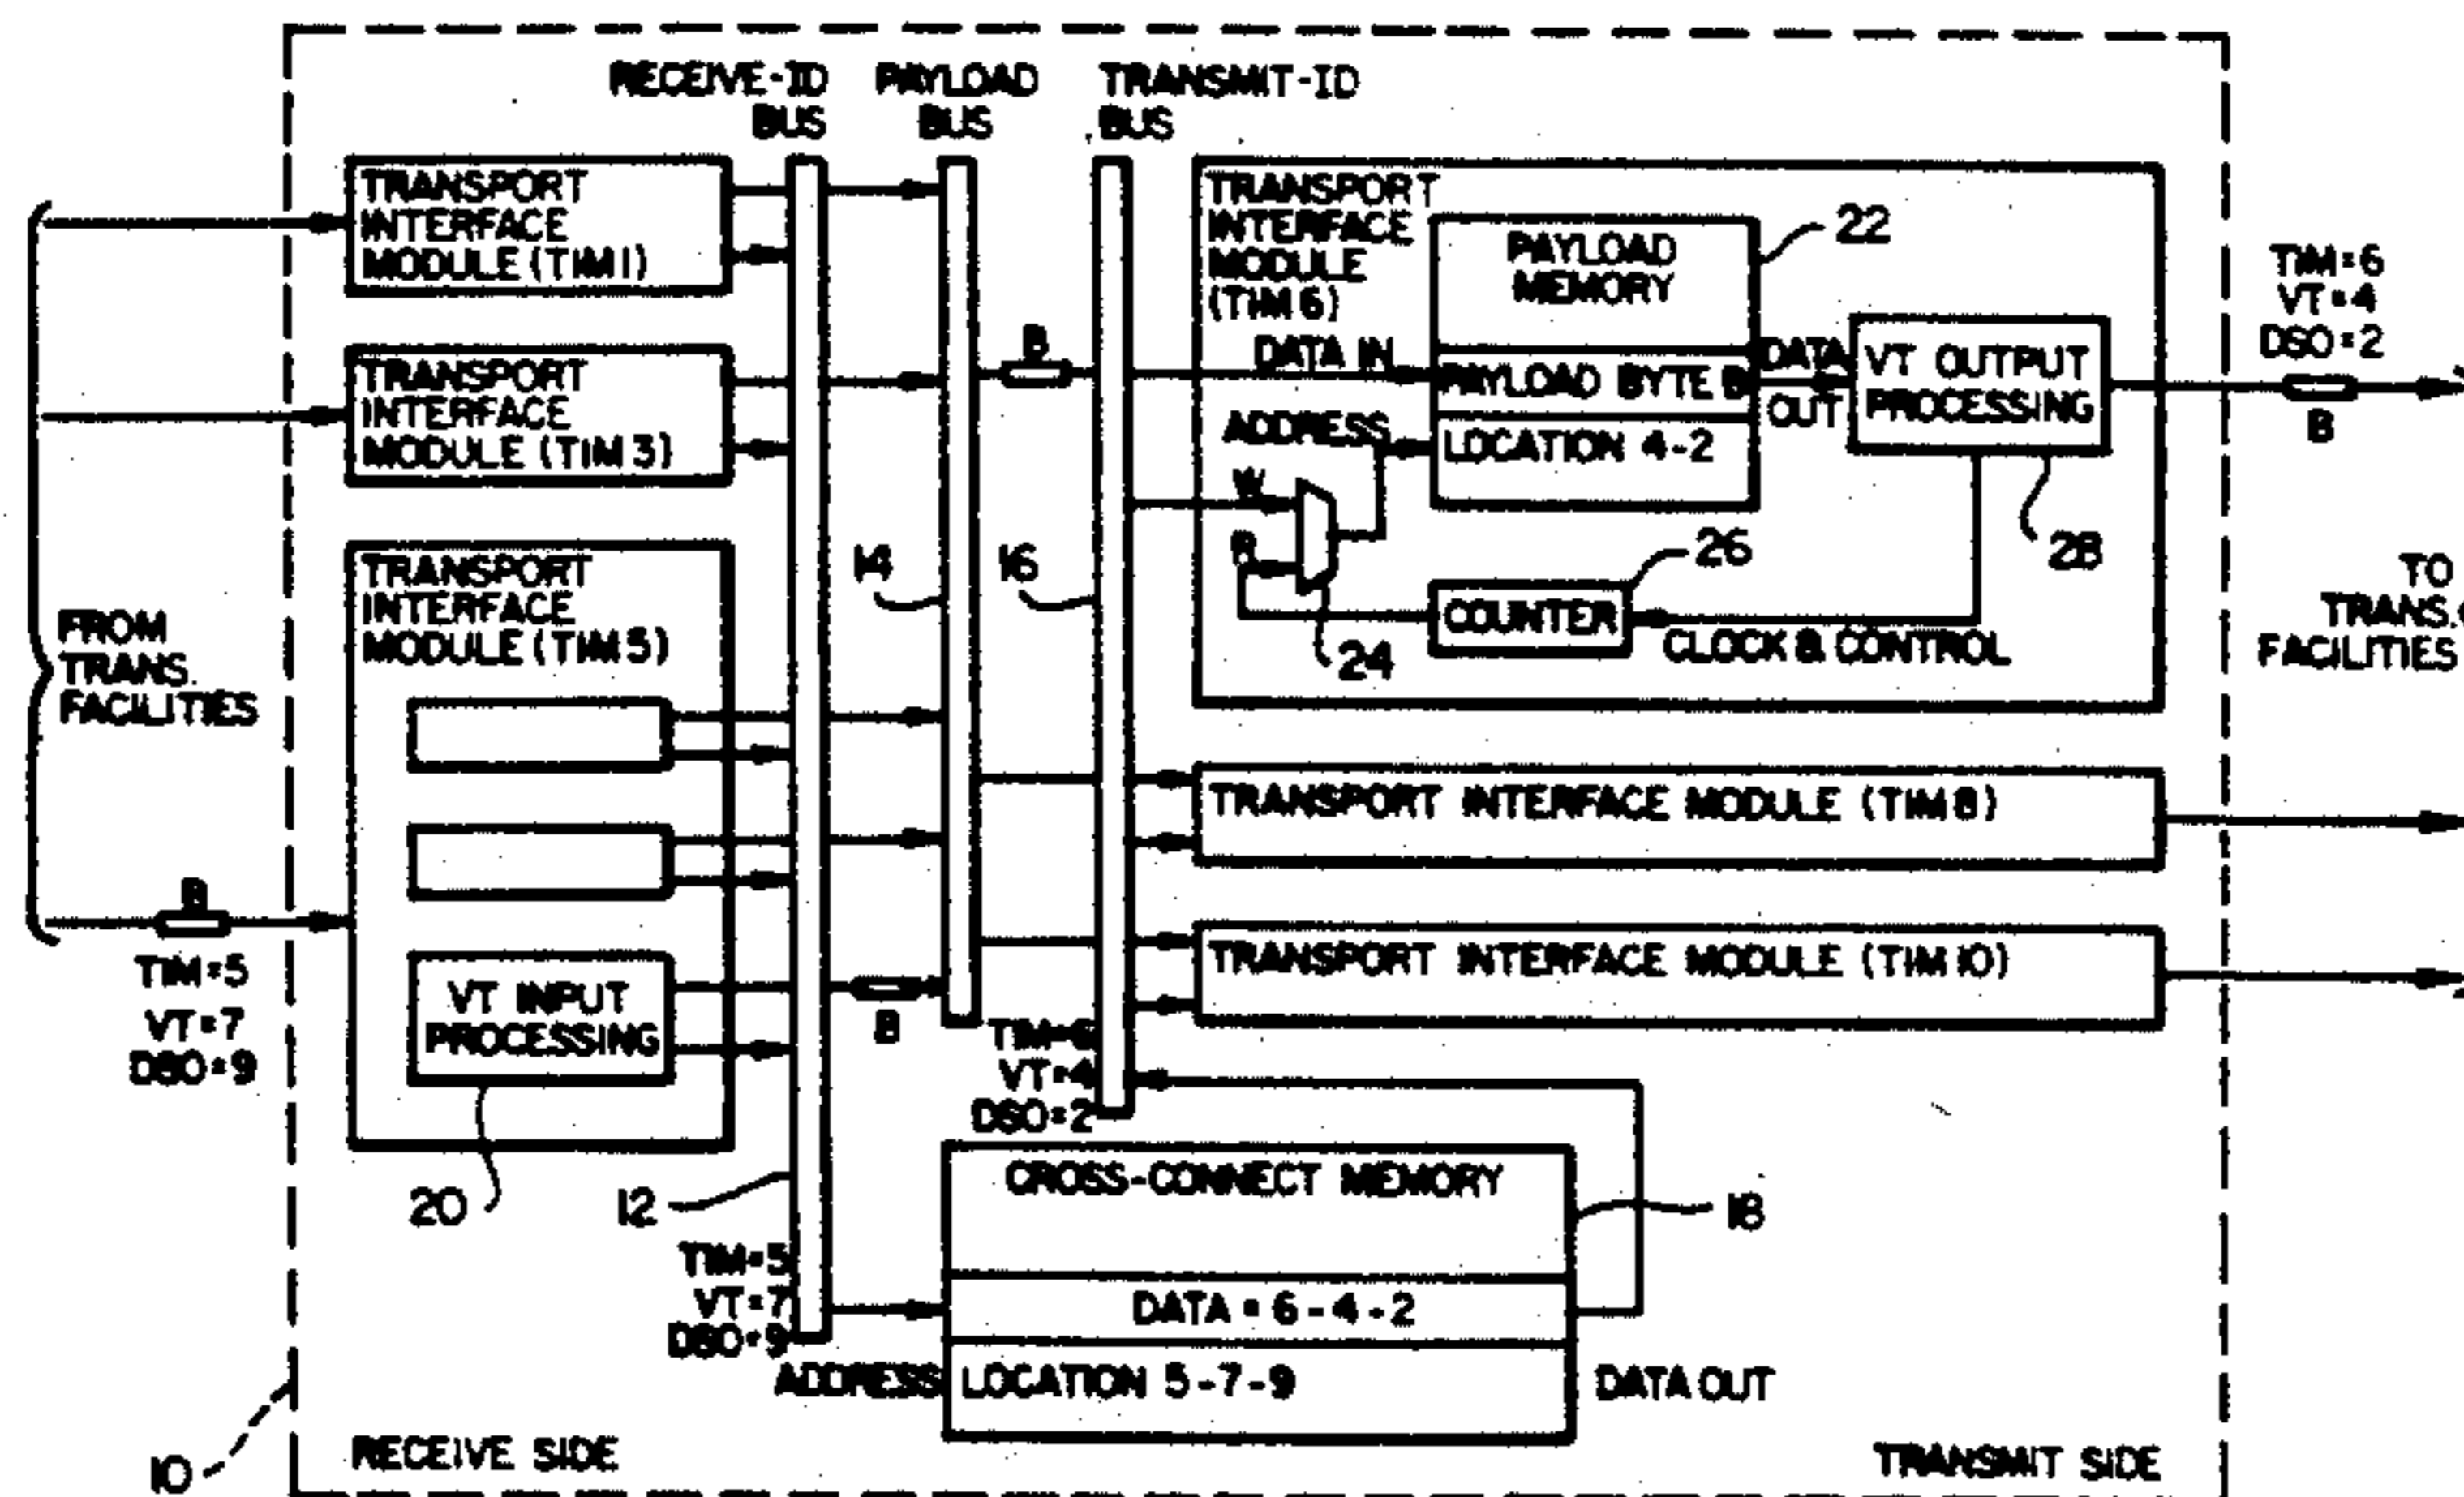 RECEIVE-ID
BUS
PAYLOAD
BUS
TRANSMIT-ID
BUS
TRANSPORT
INTERFACE
MODULE (TIM 1)
TRANSPORT
INTERFACE
MODULE (TIM 3)
TRANSPORT
INTERFACE
MODULE (TIM 5)
VT INPUT
PROCESSING
20
12
FROM
TRANS.
FACILITIES
B
TIM=5
VT=7
DSO=9
14
16
B
B
TRANSPORT
INTERFACE
MODULE
(TIM 6)
PAYLOAD
MEMORY
22
DATA IN
PAYLOAD BYTE B
DATA
OUT
VT OUTPUT
PROCESSING
ADDRESS
LOCATION 4-2
W
R
COUNTER
26
24
28
CLOCK & CONTROL
TIM=6
VT=4
DSO=2
B
TO
TRANS.
FACILITIES
TRANSPORT INTERFACE MODULE (TIM 8)
TRANSPORT INTERFACE MODULE (TIM 10)
TIM=6
VT=4
DSO=2
CROSS-CONNECT MEMORY
18
TIM=5
VT=7
DSO=9
DATA = 6-4-2
ADDRESS
LOCATION 5-7-9
DATA OUT
10
RECEIVE SIDE
TRANSMIT SIDE